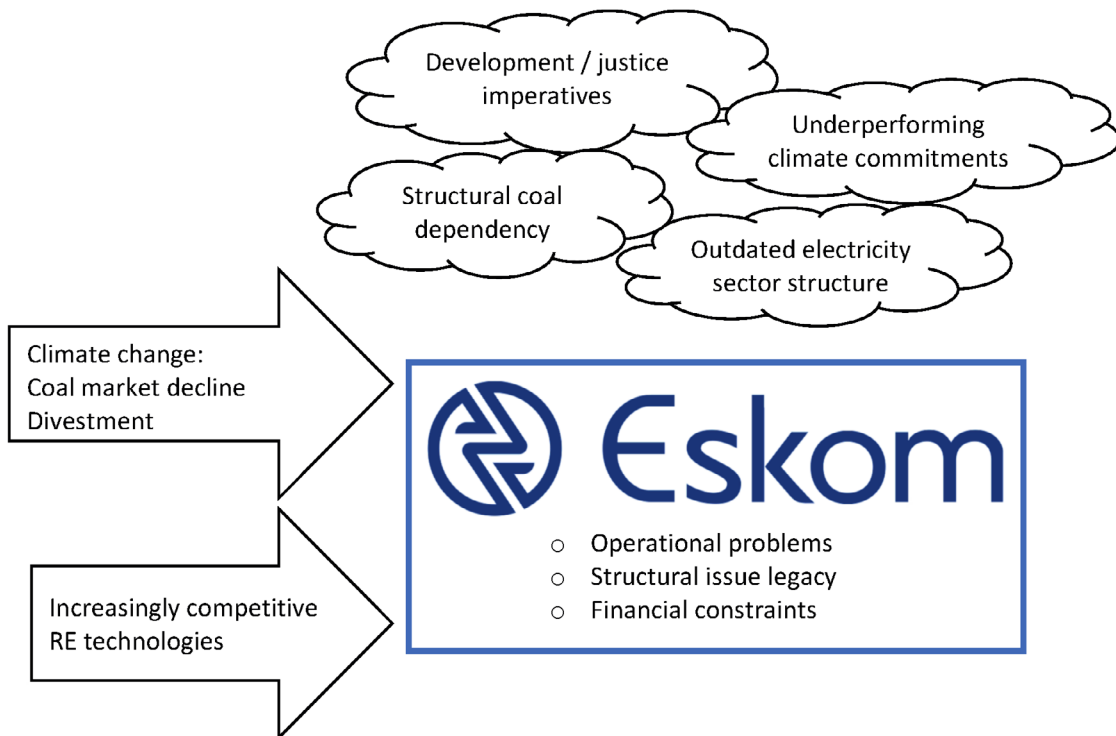 Development / justice
imperatives
Underperforming
climate commitments
Structural coal
dependency
Outdated electricity
sector structure
Climate change:
Coal market decline
Divestment
Increasingly competitive
RE technologies
Eskom
○ Operational problems
○ Structural issue legacy
○ Financial constraints